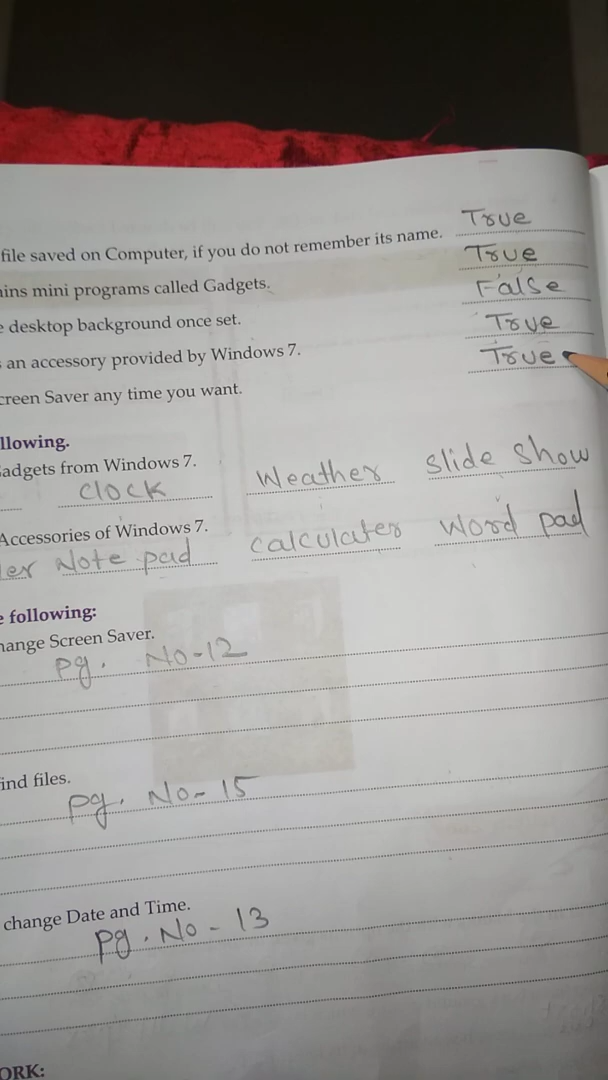 True
file saved on Computer, if you do not remember its name.
True
ains mini programs called Gadgets.
False
e desktop background once set.
True
an accessory provided by Windows 7.
True
creen Saver any time you want.
llowing.
Gadgets from Windows 7.
clock Weather slide show
Accessories of Windows 7.
er Note pad calculater word pad
e following:
hange Screen Saver.
pg. No-12
ind files.
pg. No- 15
change Date and Time.
pg. No - 13
ORK: